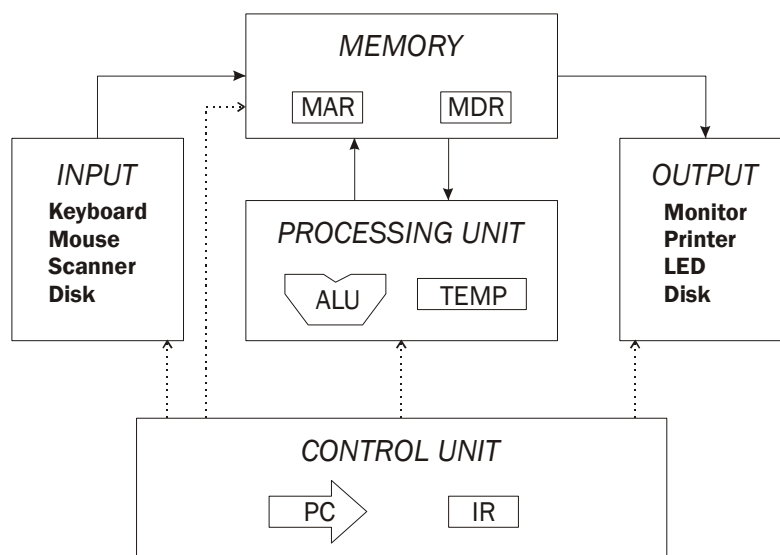 MEMORY
MAR
MDR
INPUT
Keyboard
Mouse
Scanner
Disk
PROCESSING UNIT
ALU
TEMP
OUTPUT
Monitor
Printer
LED
Disk
CONTROL UNIT
PC
IR